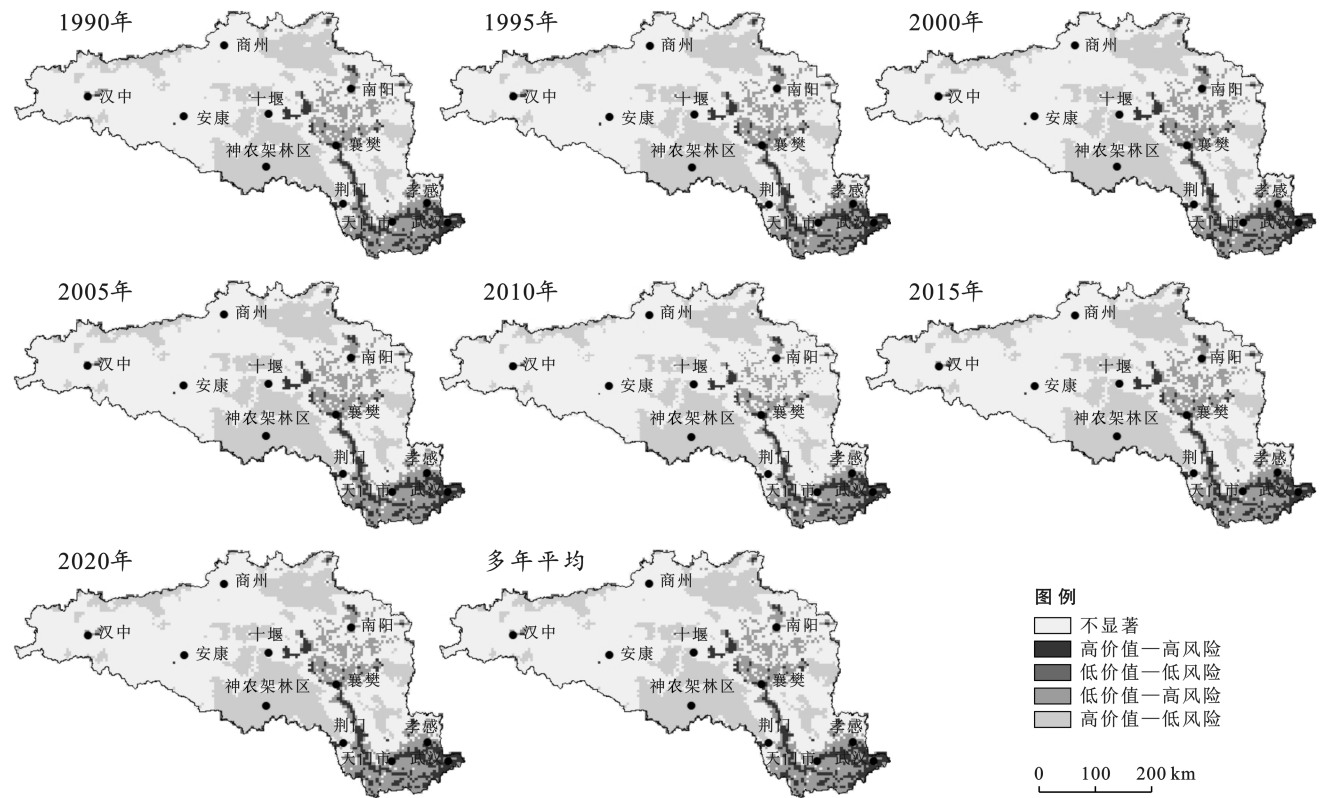 1990年
商州
汉中
南阳
十堰
安康
襄樊
神农架林区
荆门
孝感
天门市
武汉
1995年
商州
汉中
南阳
十堰
安康
襄樊
神农架林区
荆门
孝感
天门市
武汉
2000年
商州
汉中
南阳
十堰
安康
襄樊
神农架林区
荆门
孝感
天门市
武汉
2005年
商州
汉中
南阳
十堰
安康
襄樊
神农架林区
荆门
孝感
天门市
武汉
2010年
商州
汉中
南阳
十堰
安康
襄樊
神农架林区
荆门
孝感
天门市
武汉
2015年
商州
汉中
南阳
十堰
安康
襄樊
神农架林区
荆门
孝感
天门市
武汉
2020年
商州
汉中
南阳
十堰
安康
襄樊
神农架林区
荆门
孝感
天门市
武汉
多年平均
商州
汉中
南阳
十堰
安康
襄樊
神农架林区
荆门
孝感
天门市
武汉
图例
不显著
高价值—高风险
低价值—低风险
低价值—高风险
高价值—低风险
0 100 200 km